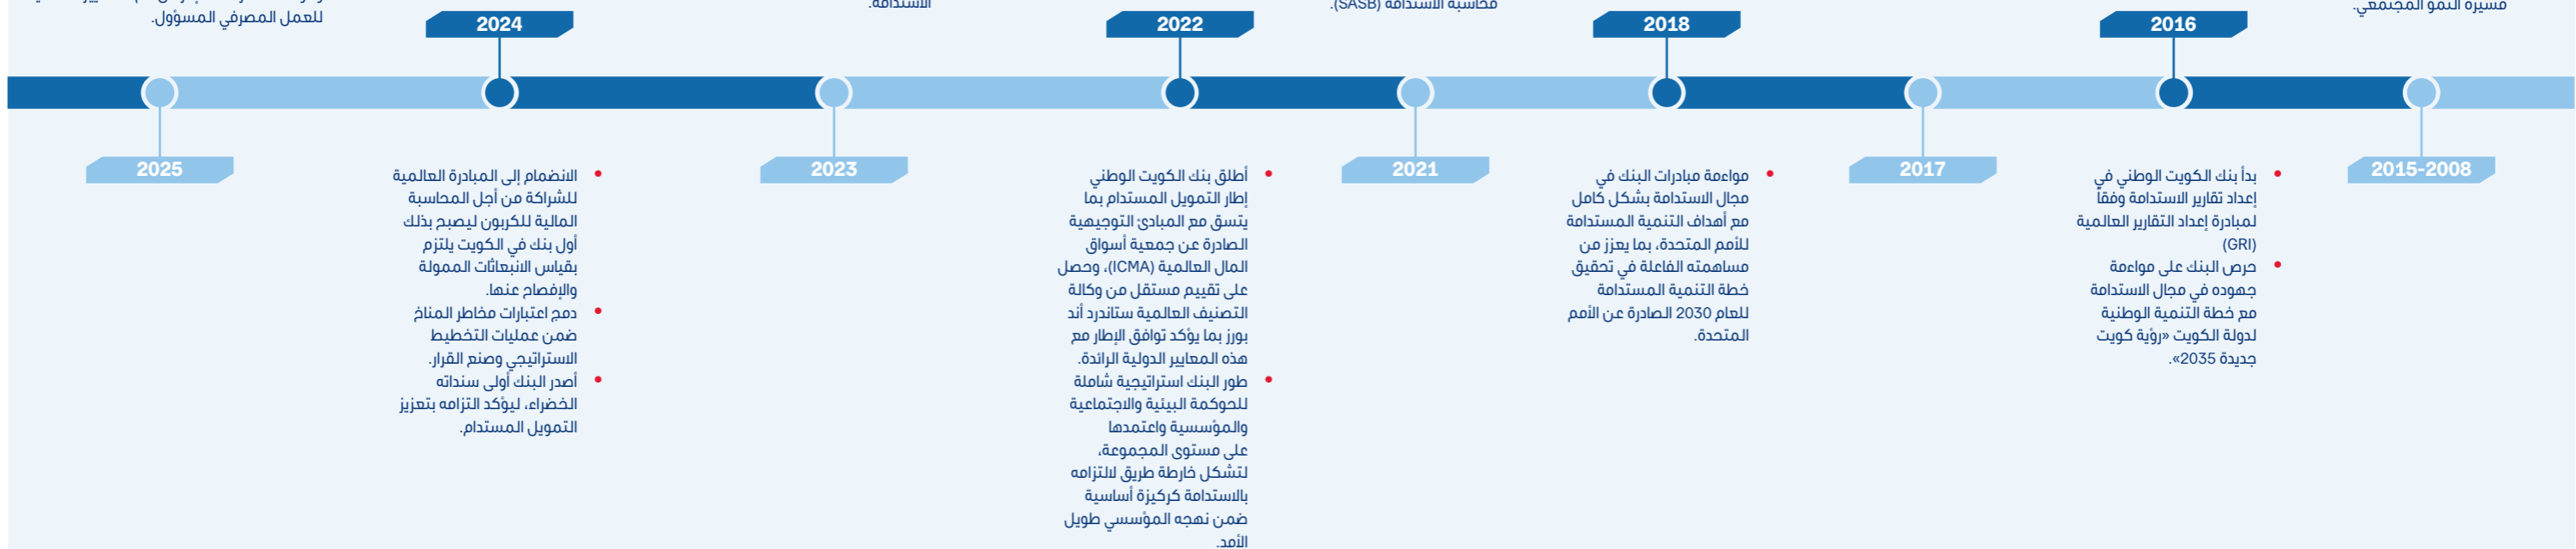 مسيرة النمو المجتمعي.
محاسبة الاستدامة (SASB).
الاستدامة.
للعمل المصرفي المسؤول.
2016
2018
2022
2024
2015-2008
2017
2021
2023
2025
بدأ بنك الكويت الوطني في
إعداد تقارير الاستدامة وفقاً
لمبادرة إعداد التقارير العالمية
(GRI)
حرص البنك على مواءمة
جهوده في مجال الاستدامة
مع خطة التنمية الوطنية
لدولة الكويت «رؤية كويت
جديدة 2035».
مواءمة مبادرات البنك في
مجال الاستدامة بشكل كامل
مع أهداف التنمية المستدامة
للأمم المتحدة، بما يعزز من
مساهمته الفاعلة في تحقيق
خطة التنمية المستدامة
للعام 2030 الصادرة عن الأمم
المتحدة.
أطلق بنك الكويت الوطني
إطار التمويل المستدام بما
يتسق مع المبادئ التوجيهية
الصادرة عن جمعية أسواق
المال العالمية (ICMA)، وحصل
على تقييم مستقل من وكالة
التصنيف العالمية ستاندرد أند
بورز بما يؤكد توافق الإطار مع
هذه المعايير الدولية الرائدة.
طور البنك استراتيجية شاملة
للحوكمة البيئية والاجتماعية
والمؤسسية واعتمدها
على مستوى المجموعة،
لتشكل خارطة طريق لالتزامه
بالاستدامة كركيزة أساسية
ضمن نهجه المؤسسي طويل
الأمد.
الانضمام إلى المبادرة العالمية
للشراكة من أجل المحاسبة
المالية للكربون ليصبح بذلك
أول بنك في الكويت يلتزم
بقياس الانبعاثات الممولة
والإفصاح عنها.
دمج اعتبارات مخاطر المناخ
ضمن عمليات التخطيط
الاستراتيجي وصنع القرار.
أصدر البنك أولى سنداته
الخضراء، ليؤكد التزامه بتعزيز
التمويل المستدام.